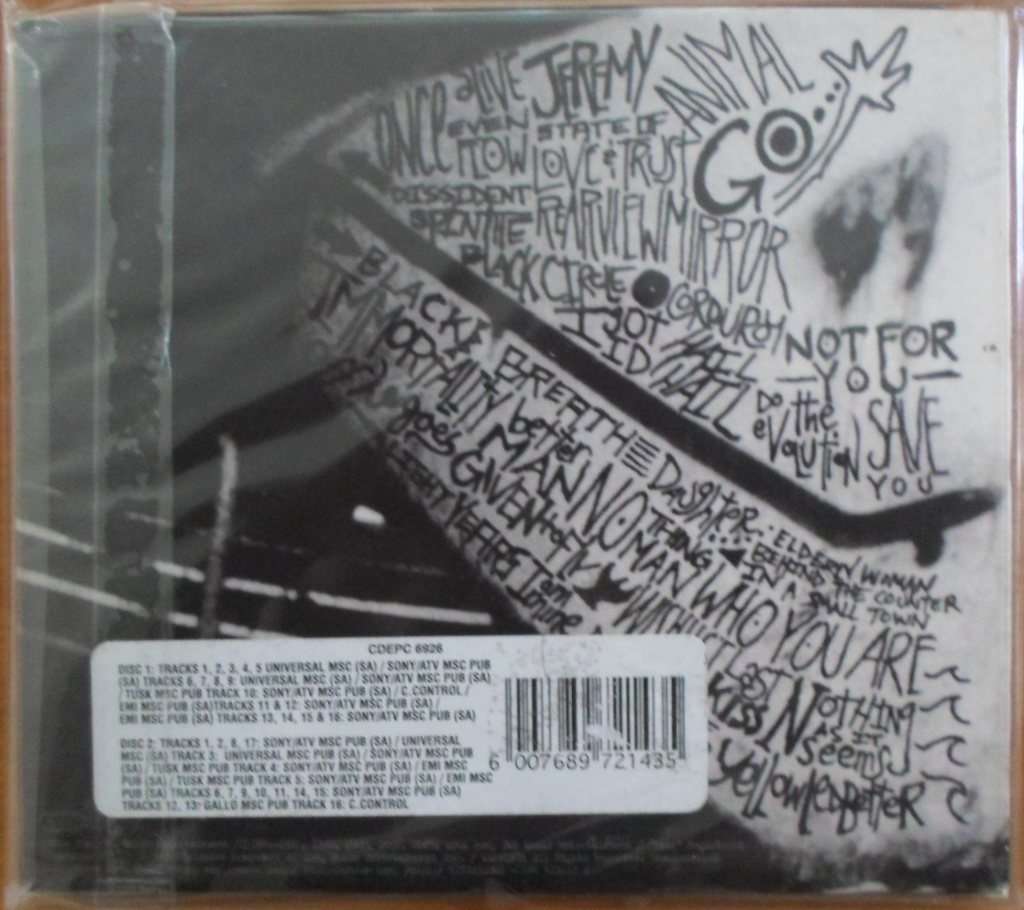 ONCE ALIVE JEREMY ANIMAL
EVEN FLOW STATE OF LOVE & TRUST GO...
DISSIDENT REARVIEWMIRROR
SPIN THE BLACK CIRCLE CORDUROY
I GOT ID HAIL HAIL NOT FOR YOU
DO the EVOLUTION SAVE YOU
BLACK BREATHE Daughter... ELDERLY WOMAN
BEHIND THE COUNTER
IN A SMALL TOWN
IMMORTALITY better MAN NOTHING MAN WHO YOU ARE
goes GIVEN to fly WISHLIST LAST KISS NOTHING AS IT Seems
LIGHT YEARS I am mine
yellow ledbetter
CDEPC 6926
DISC 1: TRACKS 1, 2, 3, 4, 5 UNIVERSAL MSC (SA) / SONY/ATV MSC PUB
(SA) TRACKS 6, 7, 8, 9: UNIVERSAL MSC (SA) / SONY/ATV MSC PUB (SA)
/ TUSK MSC PUB TRACK 10: SONY/ATV MSC PUB (SA) / C.CONTROL /
EMI MSC PUB (SA)TRACKS 11 & 12: SONY/ATV MSC PUB (SA) /
EMI MSC PUB (SA)TRACKS 13, 14, 15 & 16: SONY/ATV MSC PUB (SA)
DISC 2: TRACKS 1, 2, 8, 17: SONY/ATV MSC PUB (SA) / UNIVERSAL
MSC (SA) TRACK 3: UNIVERSAL MSC PUB (SA) / SONY/ATV MSC PUB
(SA) / TUSK MSC PUB TRACK 4: SONY/ATV MSC PUB (SA) / EMI MSC
PUB (SA) / TUSK MSC PUB TRACK 5: SONY/ATV MSC PUB (SA) / EMI MSC
PUB (SA) TRACKS 6, 7, 9, 10, 11, 14, 15: SONY/ATV MSC PUB (SA)
TRACKS 12, 13: GALLO MSC PUB TRACK 16: C.CONTROL
6 007689 721435